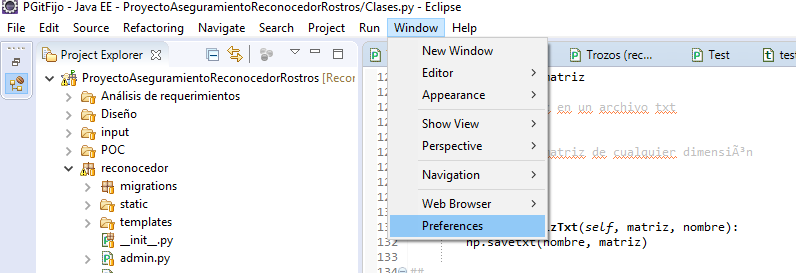 PGitFijo - Java EE - ProyectoAseguramientoReconocedorRostros/Clases.py - Eclipse
File Edit Source Refactoring Navigate Search Project Run Window Help
Project Explorer
ProyectoAseguramientoReconocedorRostros [Recon
Análisis de requerimientos
Diseño
input
POC
reconocedor
migrations
static
templates
__init__.py
admin.py
New Window
Editor
Appearance
Show View
Perspective
Navigation
Web Browser
Preferences
Trozos (rec...
Test
test
matriz
en un archivo txt
matriz de cualquier dimensiÃ³n
zTxt(self, matriz, nombre):
132 np.savetxt(nombre, matriz)
133
134 ##